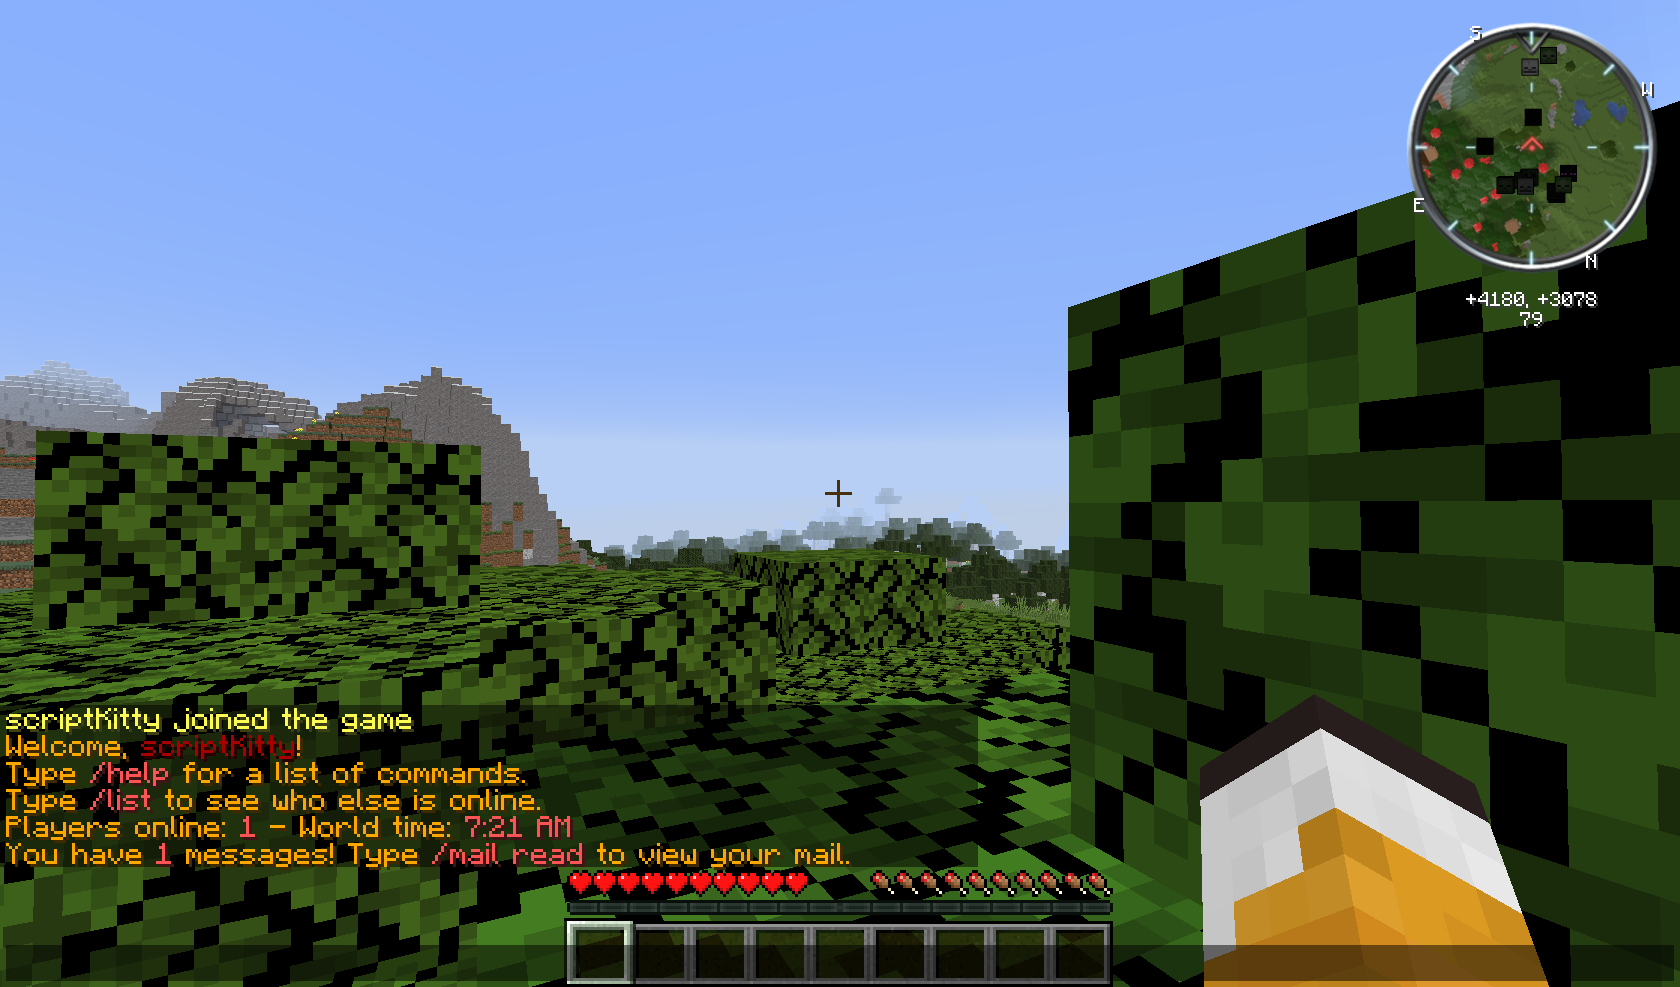 S
W
E
N
+4180, +3078
79
scriptKitty joined the game
Welcome, scriptKitty!
Type /help for a list of commands.
Type /list to see who else is online.
Players online: 1 - World time: 7:21 AM
You have 1 messages! Type /mail read to view your mail.